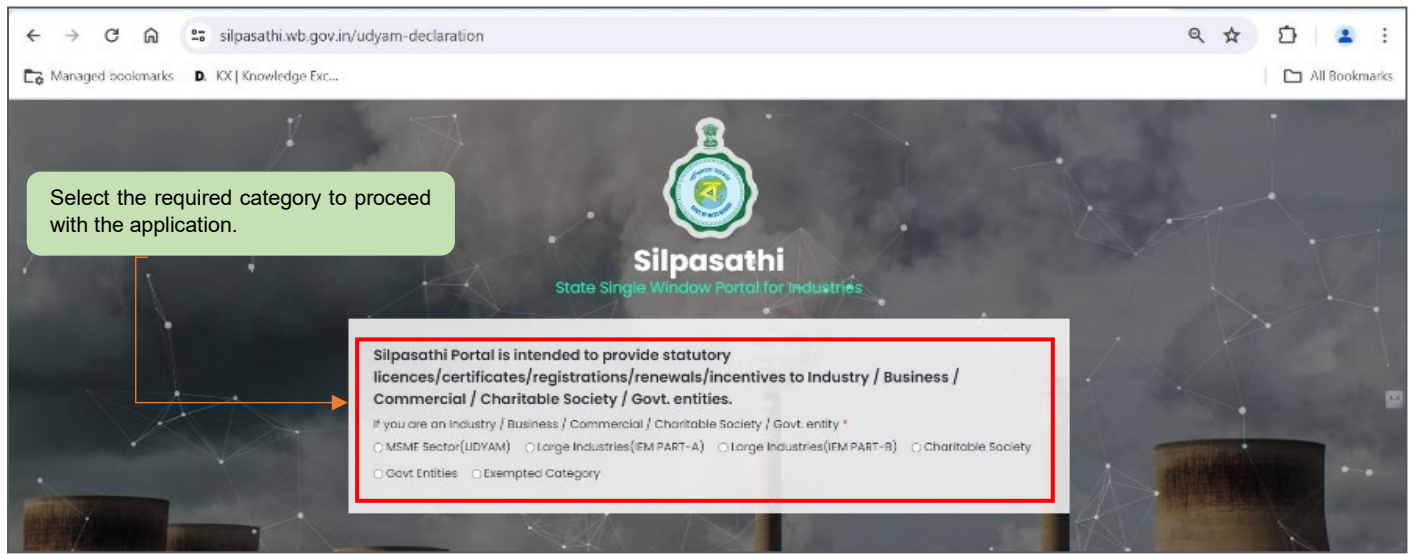 silpasathi.wb.gov.in/udyam-declaration
Managed bookmarks D. KX | Knowledge Exc... All Bookmarks
Select the required category to proceed
with the application.
Silpasathi
State Single Window Portal for Industries
Silpasathi Portal is intended to provide statutory
licences/certificates/registrations/renewals/incentives to Industry / Business /
Commercial / Charitable Society / Govt. entities.
If you are an Industry / Business / Commercial / Charitable Society / Govt. entity *
MSME Sector(UDYAM) Large Industries(IEM PART-A) Large Industries(IEM PART-B) Charitable Society
Govt Entities Exempted Category